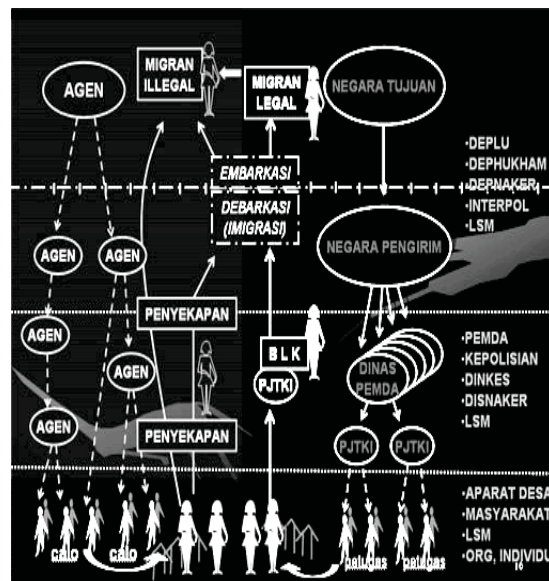 AGEN
MIGRAN
ILLEGAL
MIGRAN
LEGAL
NEGARA TUJUAN
EMBARKASI
DEBARKASI
(IMIGRASI)
•DEPLU
•DEPHUKHAM
•DEPNAKER
•INTERPOL
•LSM
AGEN
AGEN
NEGARA PENGIRIM
PENYEKAPAN
AGEN
AGEN
BLK
PJTKI
DINAS
PEMDA
•PEMDA
•KEPOLISIAN
•DINKES
•DISNAKER
•LSM
AGEN
PENYEKAPAN
PJTKI
PJTKI
calo
calo
petugas
petugas
•APARAT DESA
•MASYARAKAT
•LSM
•ORG, INDIVIDU
16